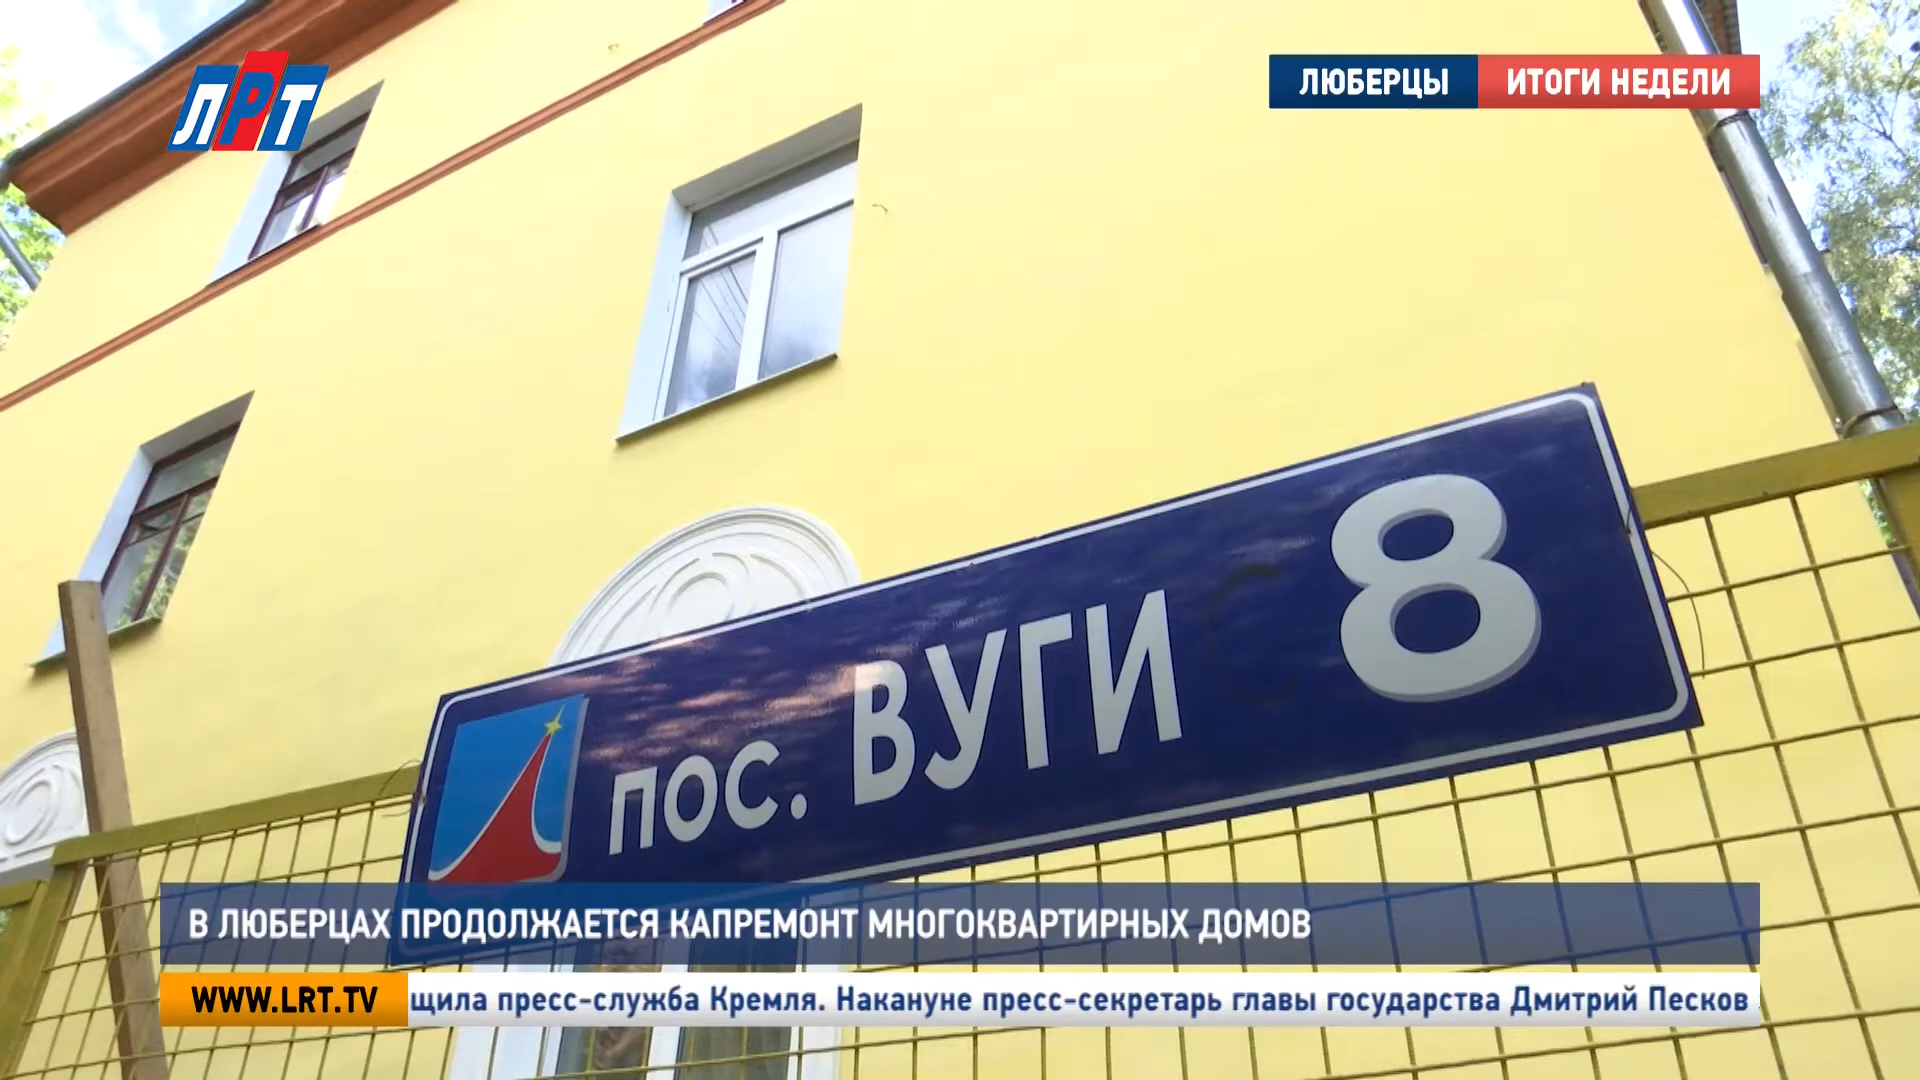 ЛРТ
ЛЮБЕРЦЫ ИТОГИ НЕДЕЛИ
пос. ВУГИ 8
В ЛЮБЕРЦАХ ПРОДОЛЖАЕТСЯ КАПРЕМОНТ МНОГОКВАРТИРНЫХ ДОМОВ
WWW.LRT.TV щила пресс-служба Кремля. Накануне пресс-секретарь главы государства Дмитрий Песков